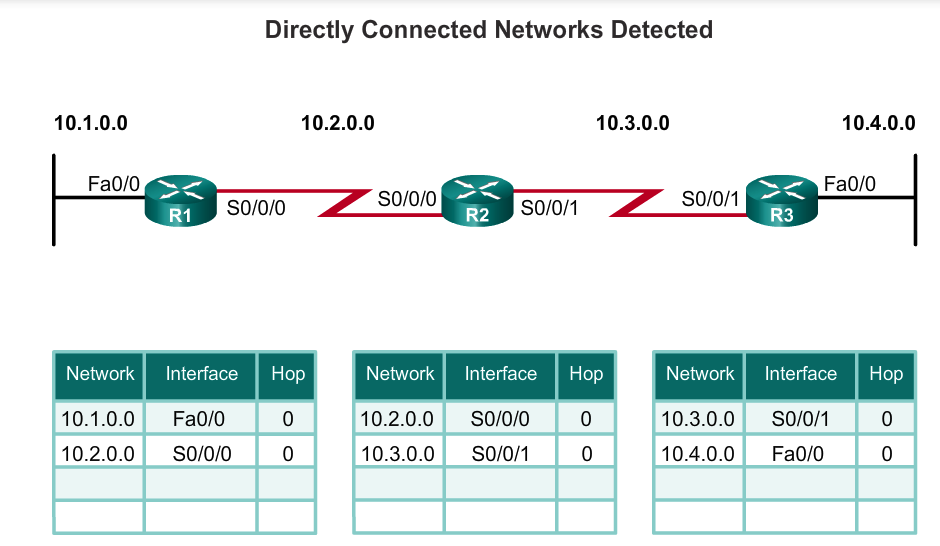 Directly Connected Networks Detected
10.1.0.0 10.2.0.0 10.3.0.0 10.4.0.0
Fa0/0 R1 S0/0/0 S0/0/0 R2 S0/0/1 S0/0/1 R3 Fa0/0
Network Interface Hop
10.1.0.0 Fa0/0 0
10.2.0.0 S0/0/0 0
Network Interface Hop
10.2.0.0 S0/0/0 0
10.3.0.0 S0/0/1 0
Network Interface Hop
10.3.0.0 S0/0/1 0
10.4.0.0 Fa0/0 0